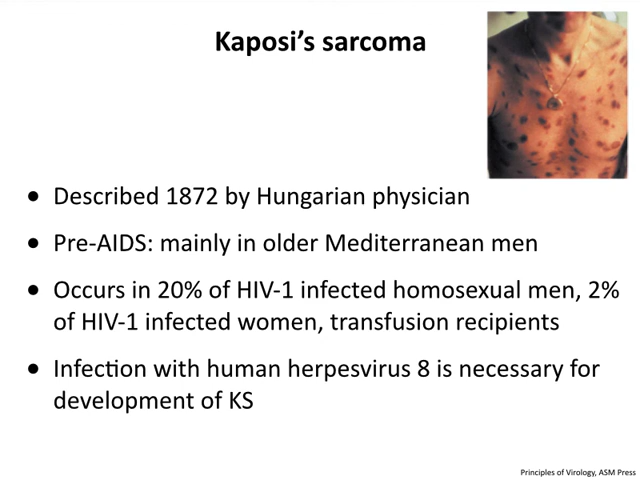 Kaposi's sarcoma
• Described 1872 by Hungarian physician
• Pre-AIDS: mainly in older Mediterranean men
• Occurs in 20% of HIV-1 infected homosexual men, 2%
of HIV-1 infected women, transfusion recipients
• Infection with human herpesvirus 8 is necessary for
development of KS
Principles of Virology, ASM Press